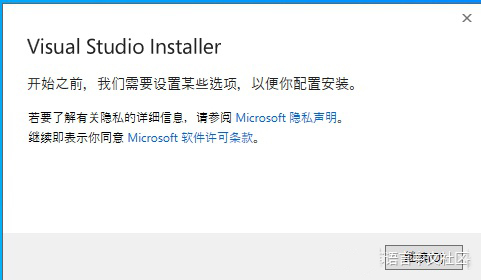 Visual Studio Installer
开始之前，我们需要设置某些选项，以便你配置安装。
若要了解有关隐私的详细信息，请参阅 Microsoft 隐私声明。
继续即表示你同意 Microsoft 软件许可条款。
继续(O)